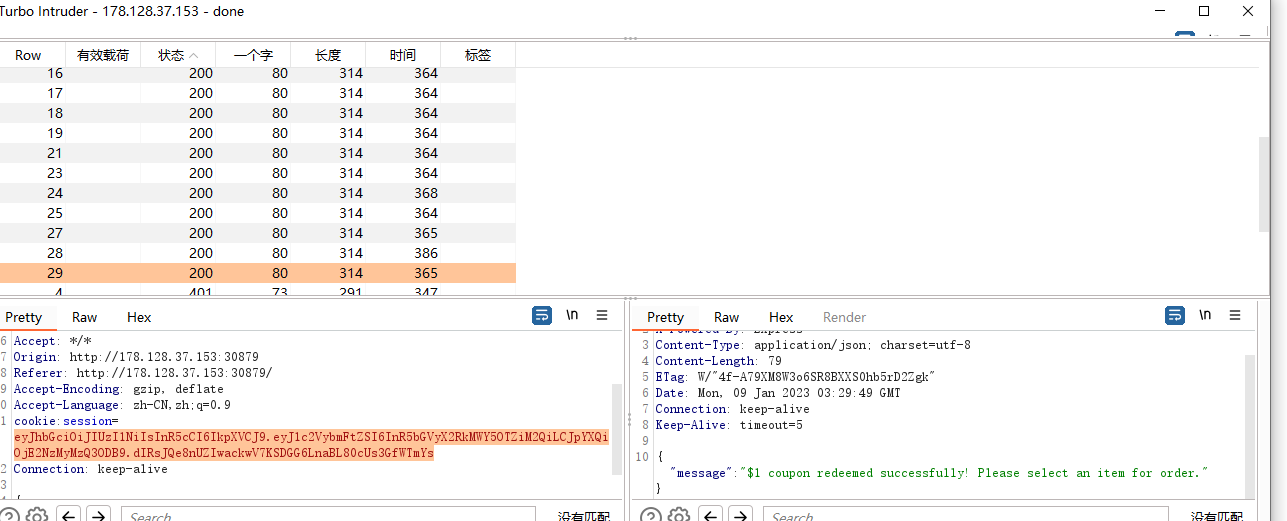 Turbo Intruder - 178.128.37.153 - done
Row 有效载荷 状态 一个字 长度 时间 标签
16 200 80 314 364
17 200 80 314 364
18 200 80 314 364
19 200 80 314 364
21 200 80 314 364
23 200 80 314 364
24 200 80 314 368
25 200 80 314 364
27 200 80 314 365
28 200 80 314 386
29 200 80 314 365
4 401 73 291 347
Pretty Raw Hex \n
6 Accept: */*
7 Origin: http://178.128.37.153:30879
8 Referer: http://178.128.37.153:30879/
9 Accept-Encoding: gzip, deflate
0 Accept-Language: zh-CN,zh;q=0.9
1 cookie:session=
eyJhbGciOiJIUzI1NiIsInR5cCI6IkpXVCJ9.eyJ1c2VybmFtZSI6InR5bGVyX2RkMWY5OTZiM2QiLCJpYXQi
OjE2NzMyMzQ3ODB9.dIRsJQe8nUZIwackwV7KSDGG6LnaBL80cUs3GfWTmYs
2 Connection: keep-alive
3
{
Search 没有匹配
Pretty Raw Hex Render \n
2 X-Powered-By: Express
3 Content-Type: application/json; charset=utf-8
4 Content-Length: 79
5 ETag: W/"4f-A79XM8W3o6SR8BXXS0hb5rD2Zgk"
6 Date: Mon, 09 Jan 2023 03:29:49 GMT
7 Connection: keep-alive
8 Keep-Alive: timeout=5
9
10 {
"message":"$1 coupon redeemed successfully! Please select an item for order."
}
Search 没有匹配